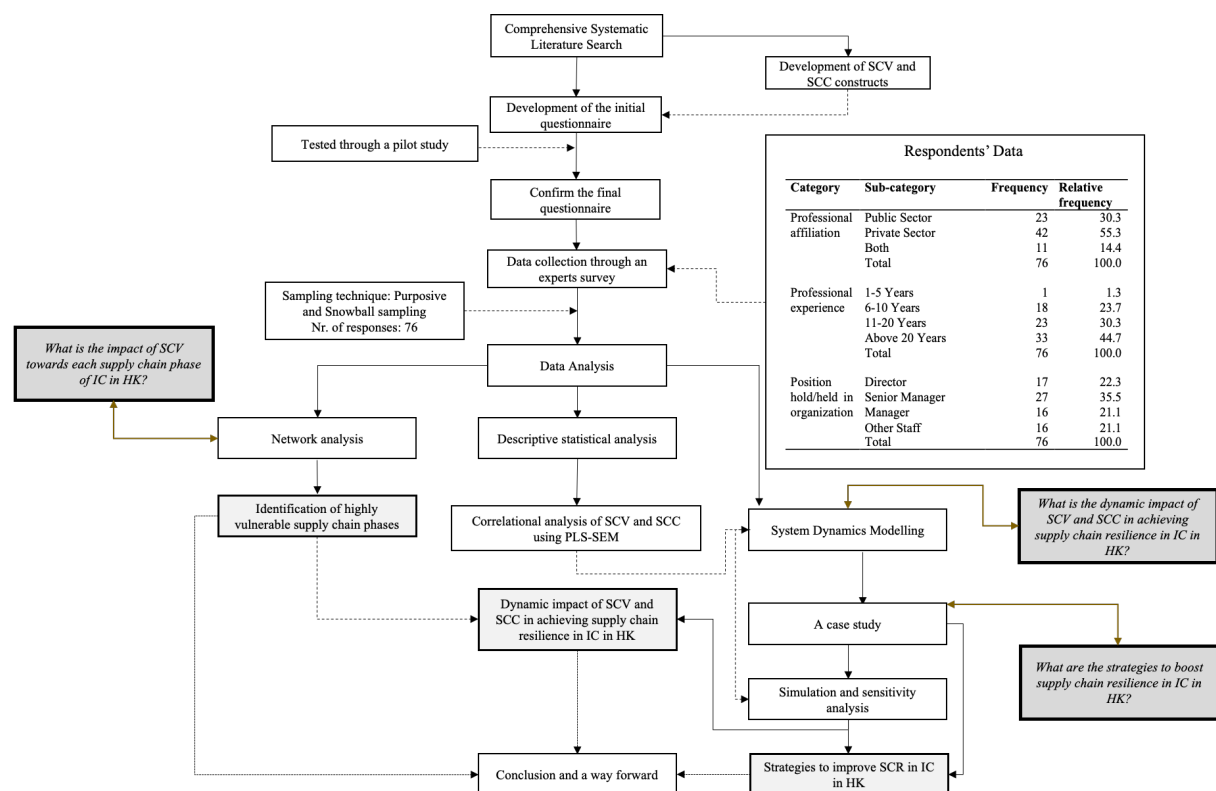 Comprehensive Systematic
Literature Search
Development of SCV and
SCC constructs
Development of the initial
questionnaire
Tested through a pilot study
Confirm the final
questionnaire
Data collection through an
experts survey
Sampling technique: Purposive
and Snowball sampling
Nr. of responses: 76
Respondents' Data
Category Sub-category Frequency Relative
frequency
Professional Public Sector 23 30.3
affiliation Private Sector 42 55.3
Both 11 14.4
Total 76 100.0
Professional 1-5 Years 1 1.3
experience 6-10 Years 18 23.7
11-20 Years 23 30.3
Above 20 Years 33 44.7
Total 76 100.0
Position Director 17 22.3
hold/held in Senior Manager 27 35.5
organization Manager 16 21.1
Other Staff 16 21.1
Total 76 100.0
What is the impact of SCV
towards each supply chain phase
of IC in HK?
Data Analysis
Network analysis
Descriptive statistical analysis
Identification of highly
vulnerable supply chain phases
Correlational analysis of SCV and SCC
using PLS-SEM
System Dynamics Modelling
What is the dynamic impact of
SCV and SCC in achieving
supply chain resilience in IC in
HK?
Dynamic impact of SCV and
SCC in achieving supply chain
resilience in IC in HK
A case study
What are the strategies to boost
supply chain resilience in IC in
HK?
Simulation and sensitivity
analysis
Conclusion and a way forward
Strategies to improve SCR in IC
in HK